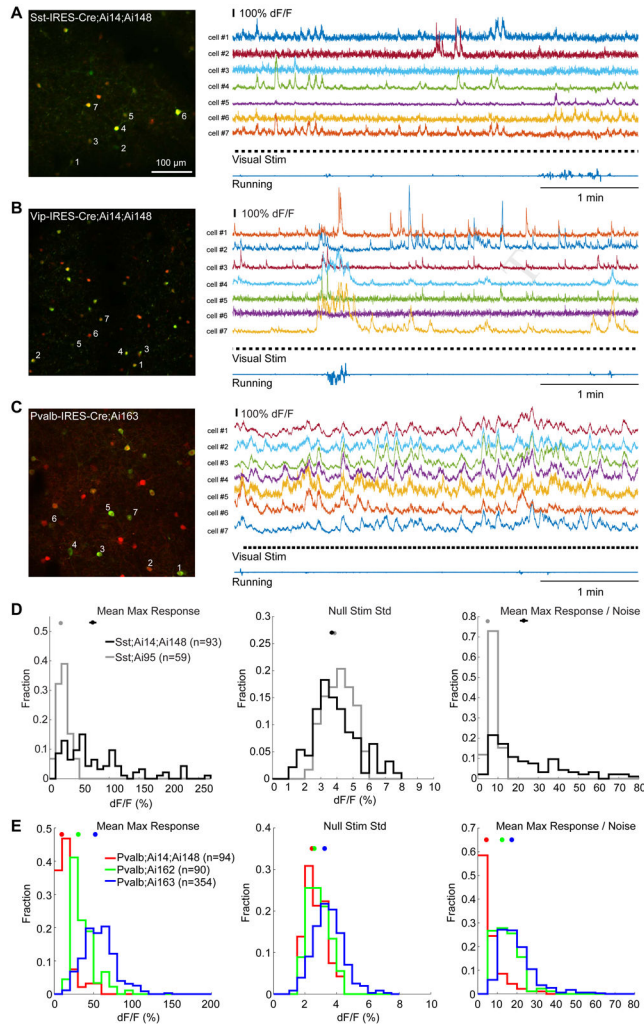 A
Sst-IRES-Cre;Ai14;Ai148
7
5
6
4
3
2
1
100 µm
100% dF/F
cell #1
cell #2
cell #3
cell #4
cell #5
cell #6
cell #7
Visual Stim
Running
1 min
B
Vip-IRES-Cre;Ai14;Ai148
7
6
5
2
4
3
1
100% dF/F
cell #1
cell #2
cell #3
cell #4
cell #5
cell #6
cell #7
Visual Stim
Running
1 min
C
Pvalb-IRES-Cre;Ai163
6
5
7
4
3
2
1
100% dF/F
cell #1
cell #2
cell #3
cell #4
cell #5
cell #6
cell #7
Visual Stim
Running
1 min
D
Mean Max Response
Sst;Ai14;Ai148 (n=93)
Sst;Ai95 (n=59)
Fraction
0.5
0.4
0.3
0.2
0.1
0
0 50 100 150 200 250
dF/F (%)
Null Stim Std
Fraction
0.3
0.25
0.2
0.15
0.1
0.05
0
0 1 2 3 4 5 6 7 8 9 10
dF/F (%)
Mean Max Response / Noise
Fraction
0.8
0.7
0.6
0.5
0.4
0.3
0.2
0.1
0
0 10 20 30 40 50 60 70 80
E
Mean Max Response
Pvalb;Ai14;Ai148 (n=94)
Pvalb;Ai162 (n=90)
Pvalb;Ai163 (n=354)
Fraction
0.5
0.4
0.3
0.2
0.1
0
0 50 100 150 200
dF/F (%)
Null Stim Std
Fraction
0.4
0.3
0.2
0.1
0
0 2 4 6 8
dF/F (%)
Mean Max Response / Noise
Fraction
0.7
0.6
0.5
0.4
0.3
0.2
0.1
0
0 10 20 30 40 50 60 70 80